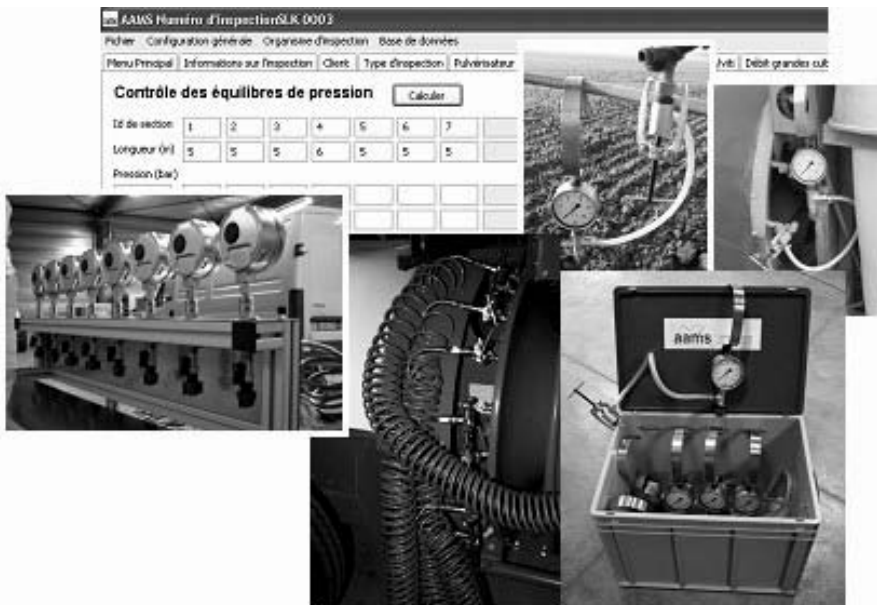 AAMS Numéro d'inspectionSLK 0003
Fichier Configuration générale Organisme d'inspection Base de données
Menu Principal Informations sur l'inspection Client Type d'inspection Pulvérisateur Débit grandes cult
Contrôle des équilibres de pression Calculer
Id de section 1 2 3 4 5 6 7
Longueur (m) 5 5 5 6 5 5 5
Pression (bar)
aams